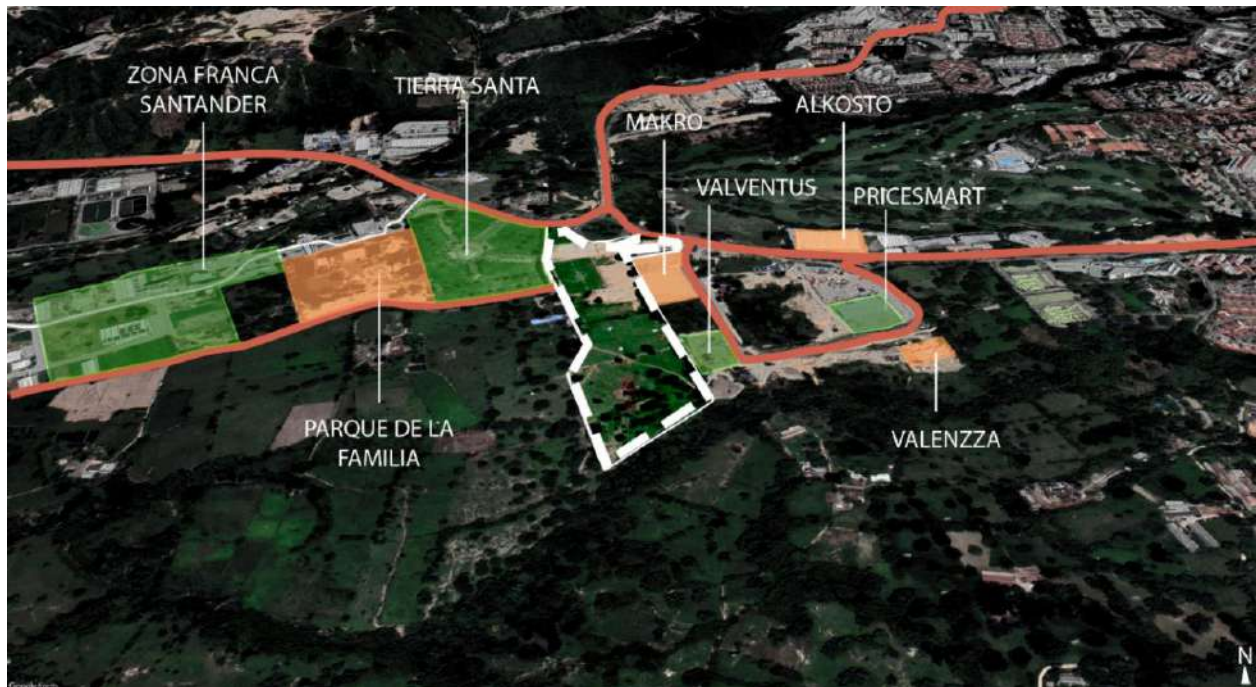 ZONA FRANCA
SANTANDER
TIERRA SANTA
MAKRO
ALKOSTO
VALVENTUS
PRICESMART
PARQUE DE LA
FAMILIA
VALENZZA
N